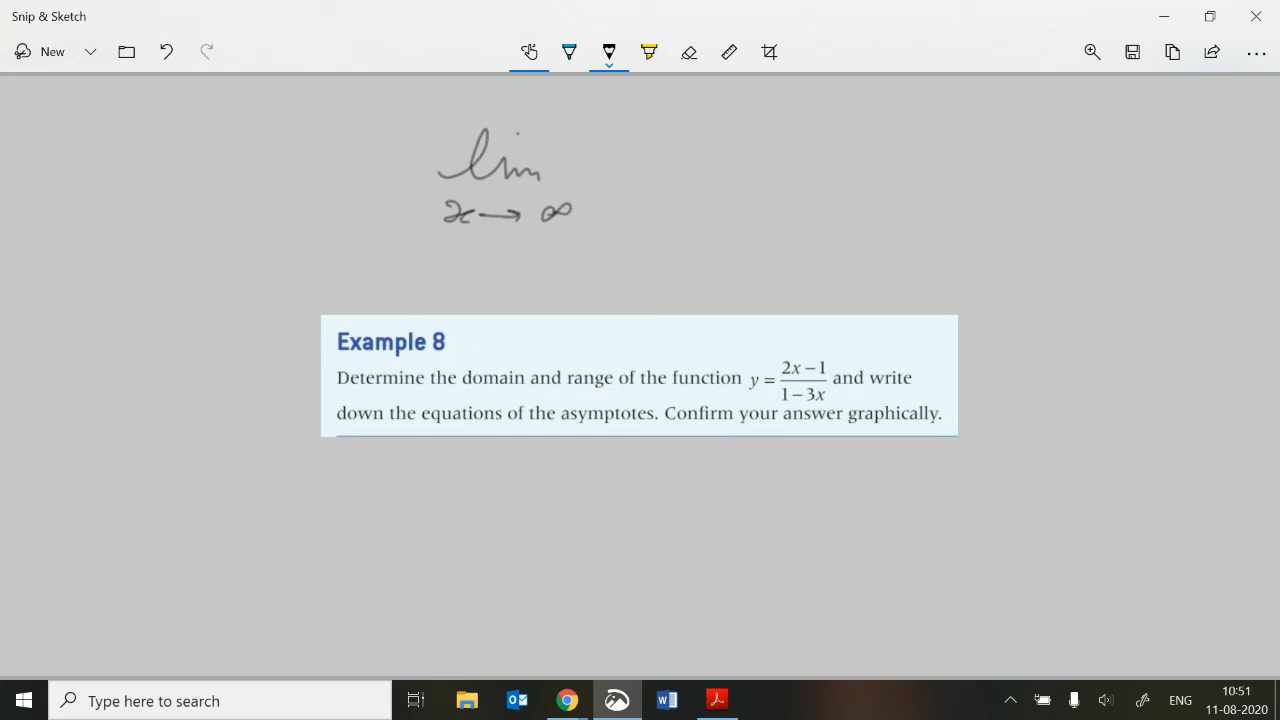 Snip & Sketch
New
lim
x → ∞
Example 8
Determine the domain and range of the function y = (2x − 1)/(1 − 3x) and write
down the equations of the asymptotes. Confirm your answer graphically.
Type here to search
ENG
10:51
11-08-2020